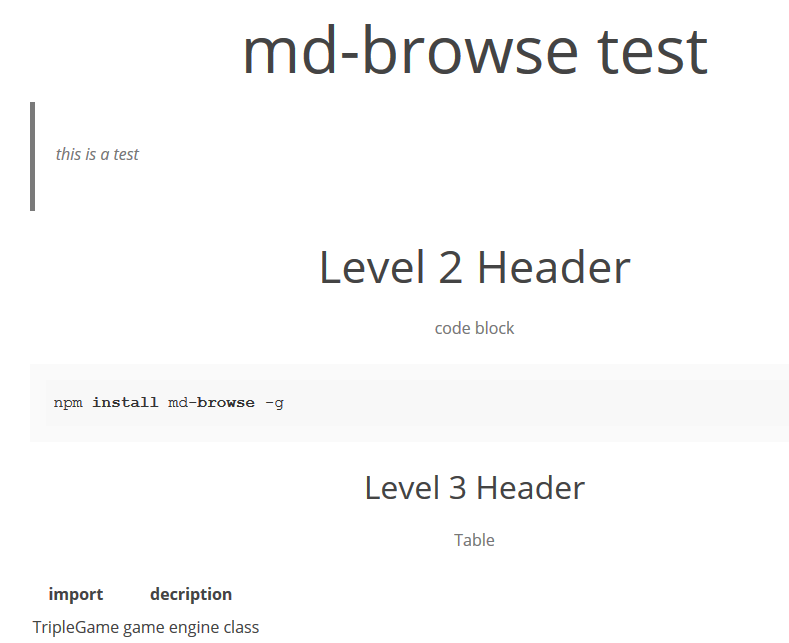 md-browse test
this is a test
Level 2 Header
code block
npm install md-browse -g
Level 3 Header
Table
import decription
TripleGame game engine class